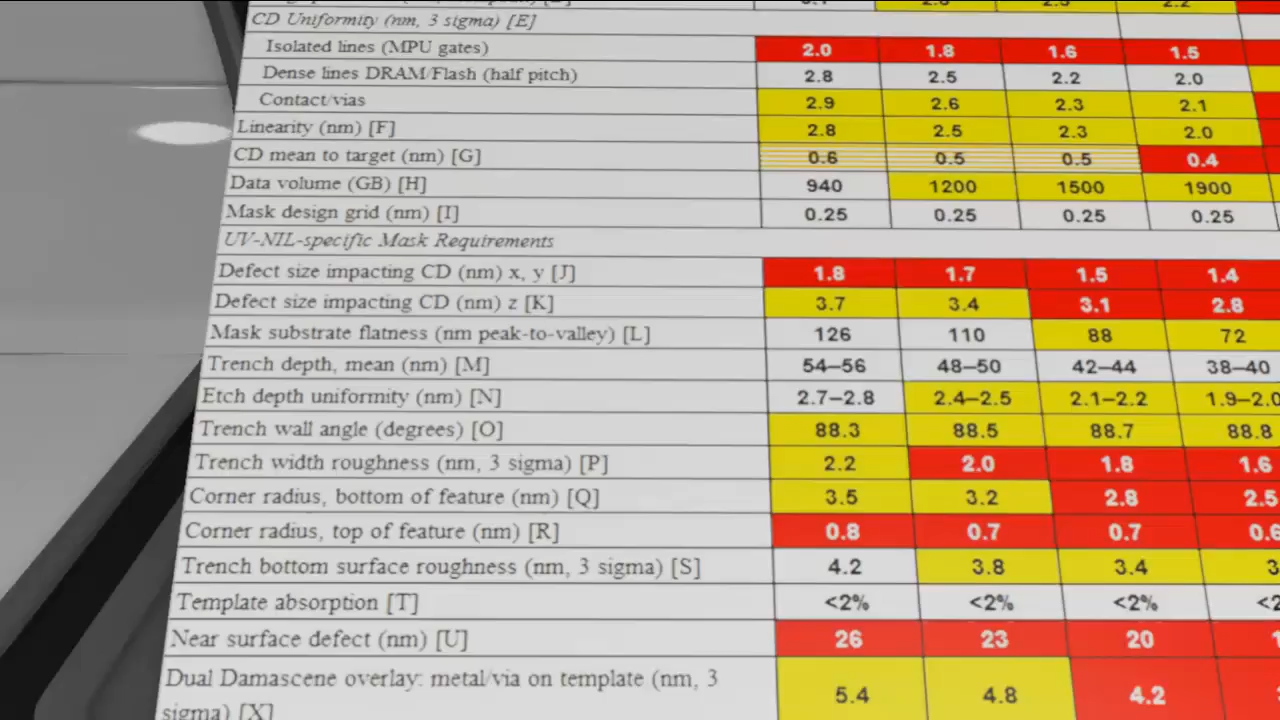 CD Uniformity (nm, 3 sigma) [E]
Isolated lines (MPU gates) 2.0 1.8 1.6 1.5
Dense lines DRAM/Flash (half pitch) 2.8 2.5 2.2 2.0
Contact/vias 2.9 2.6 2.3 2.1
Linearity (nm) [F] 2.8 2.5 2.3 2.0
CD mean to target (nm) [G] 0.6 0.5 0.5 0.4
Data volume (GB) [H] 940 1200 1500 1900
Mask design grid (nm) [I] 0.25 0.25 0.25 0.25
UV-NIL-specific Mask Requirements
Defect size impacting CD (nm) x, y [J] 1.8 1.7 1.5 1.4
Defect size impacting CD (nm) z [K] 3.7 3.4 3.1 2.8
Mask substrate flatness (nm peak-to-valley) [L] 126 110 88 72
Trench depth, mean (nm) [M] 54–56 48–50 42–44 38–40
Etch depth uniformity (nm) [N] 2.7–2.8 2.4–2.5 2.1–2.2 1.9–2.0
Trench wall angle (degrees) [O] 88.3 88.5 88.7 88.8
Trench width roughness (nm, 3 sigma) [P] 2.2 2.0 1.8 1.6
Corner radius, bottom of feature (nm) [Q] 3.5 3.2 2.8 2.5
Corner radius, top of feature (nm) [R] 0.8 0.7 0.7 0.6
Trench bottom surface roughness (nm, 3 sigma) [S] 4.2 3.8 3.4
Template absorption [T] <2% <2% <2% <2
Near surface defect (nm) [U] 26 23 20
Dual Damascene overlay: metal/via on template (nm, 3 5.4 4.8 4.2
sigma) [X]